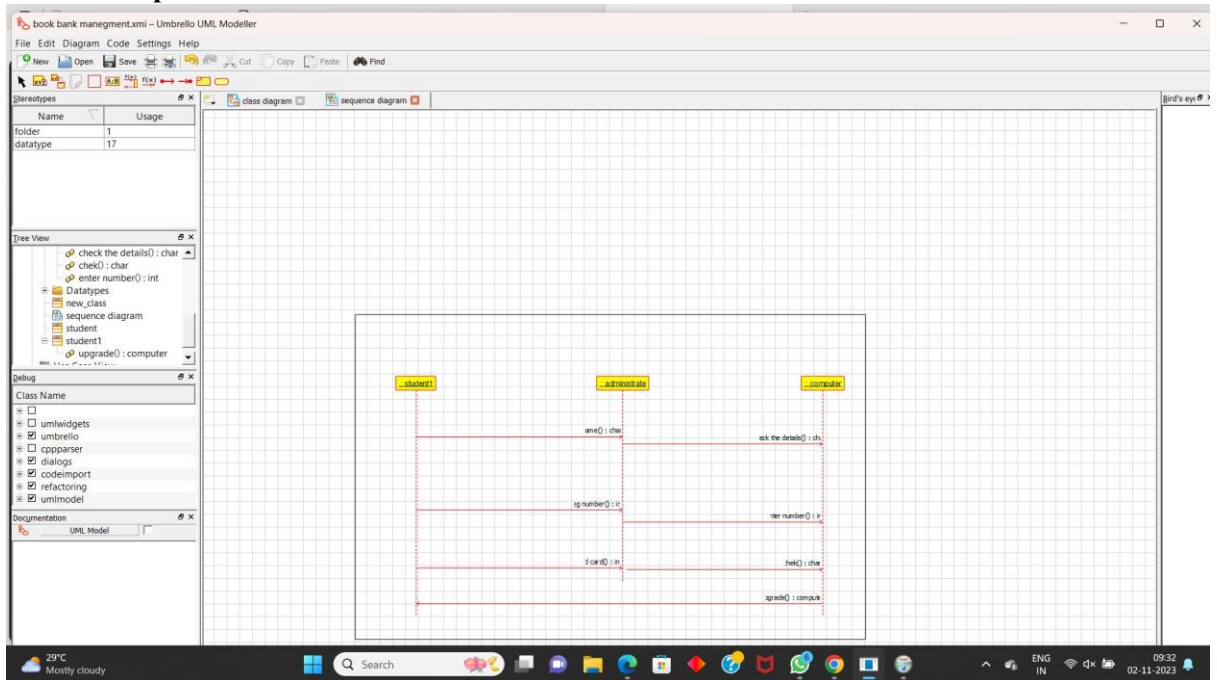 book bank manegment.xmi – Umbrello UML Modeller
File Edit Diagram Code Settings Help
New Open Save Cut Copy Paste Find
Stereotypes
class diagram
sequence diagram
Bird's eye
Name Usage
folder 1
datatype 17
Tree View
check the details() : char
chek() : char
enter number() : int
Datatypes
new_class
sequence diagram
student
student1
upgrade() : computer
Debug
Class Name
umlwidgets
umbrello
cppparser
dialogs
codeimport
refactoring
umlmodel
Documentation
UML Model
...student1 ...administrate ...computer
ame() : char
eck the details() : ch
eg number() : in
nter number() : ir
d card() : in
:hek() : char
ograde() : compute
29°C
Mostly cloudy
Search
ENG
IN
09:32
02-11-2023